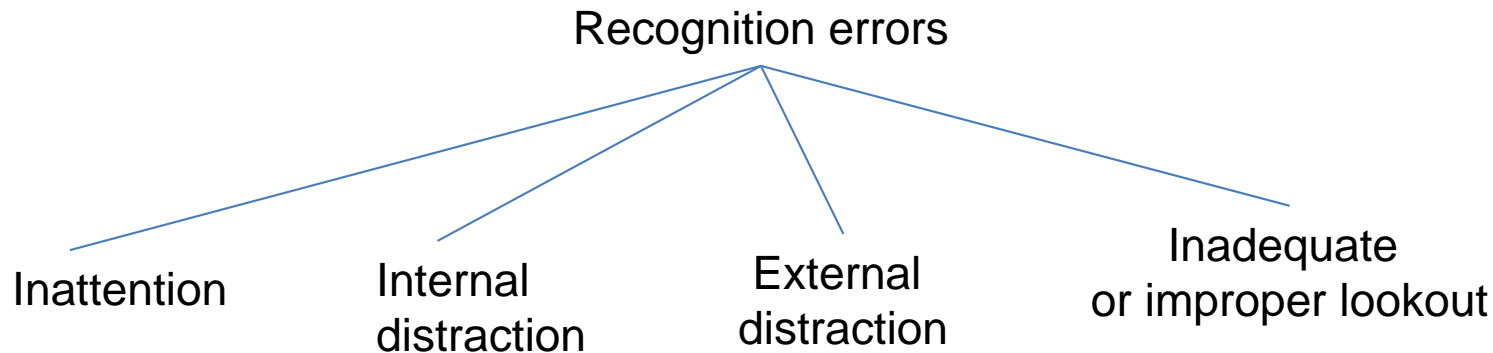 Recognition errors
Inattention
Internal
distraction
External
distraction
Inadequate
or improper lookout